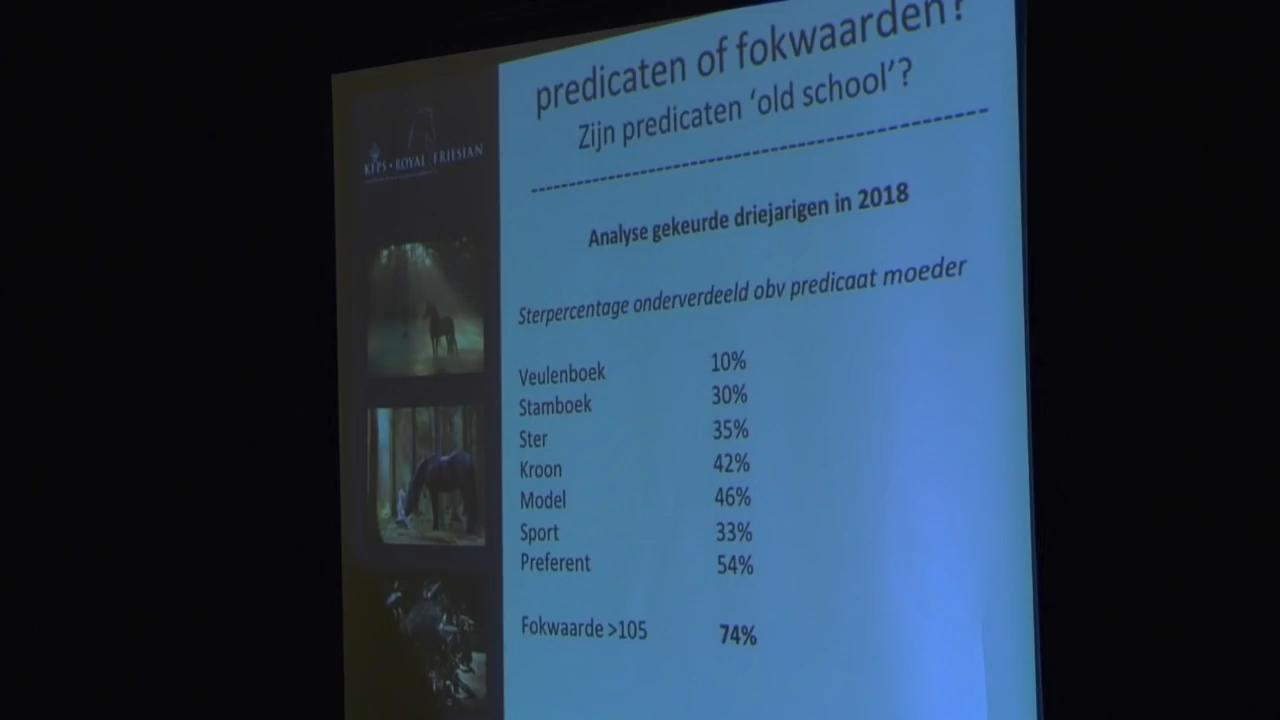 predicaten of fokwaarden?
Zijn predicaten ‘old school’?
Analyse gekeurde driejarigen in 2018
Sterpercentage onderverdeeld obv predicaat moeder
Veulenboek 10%
Stamboek 30%
Ster 35%
Kroon 42%
Model 46%
Sport 33%
Preferent 54%
Fokwaarde >105 74%
KFPS • ROYAL FRIESIAN